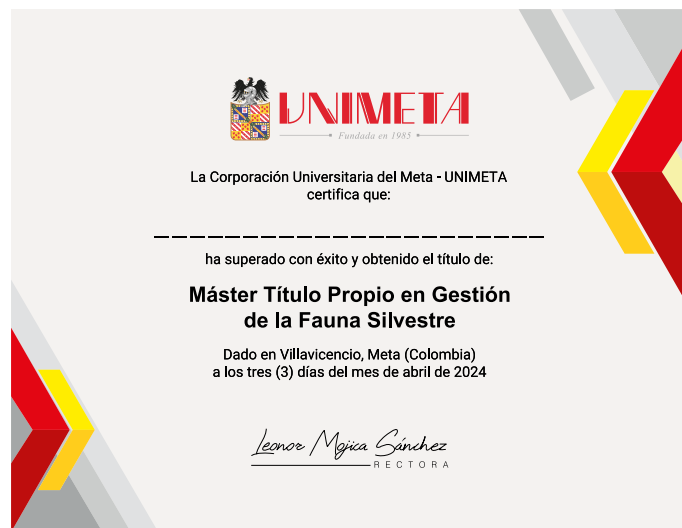 UNIMETA
Fundada en 1985
La Corporación Universitaria del Meta - UNIMETA
certifica que:
ha superado con éxito y obtenido el título de:
Máster Título Propio en Gestión
de la Fauna Silvestre
Dado en Villavicencio, Meta (Colombia)
a los tres (3) días del mes de abril de 2024
Leonor Mojica Sánchez
RECTORA